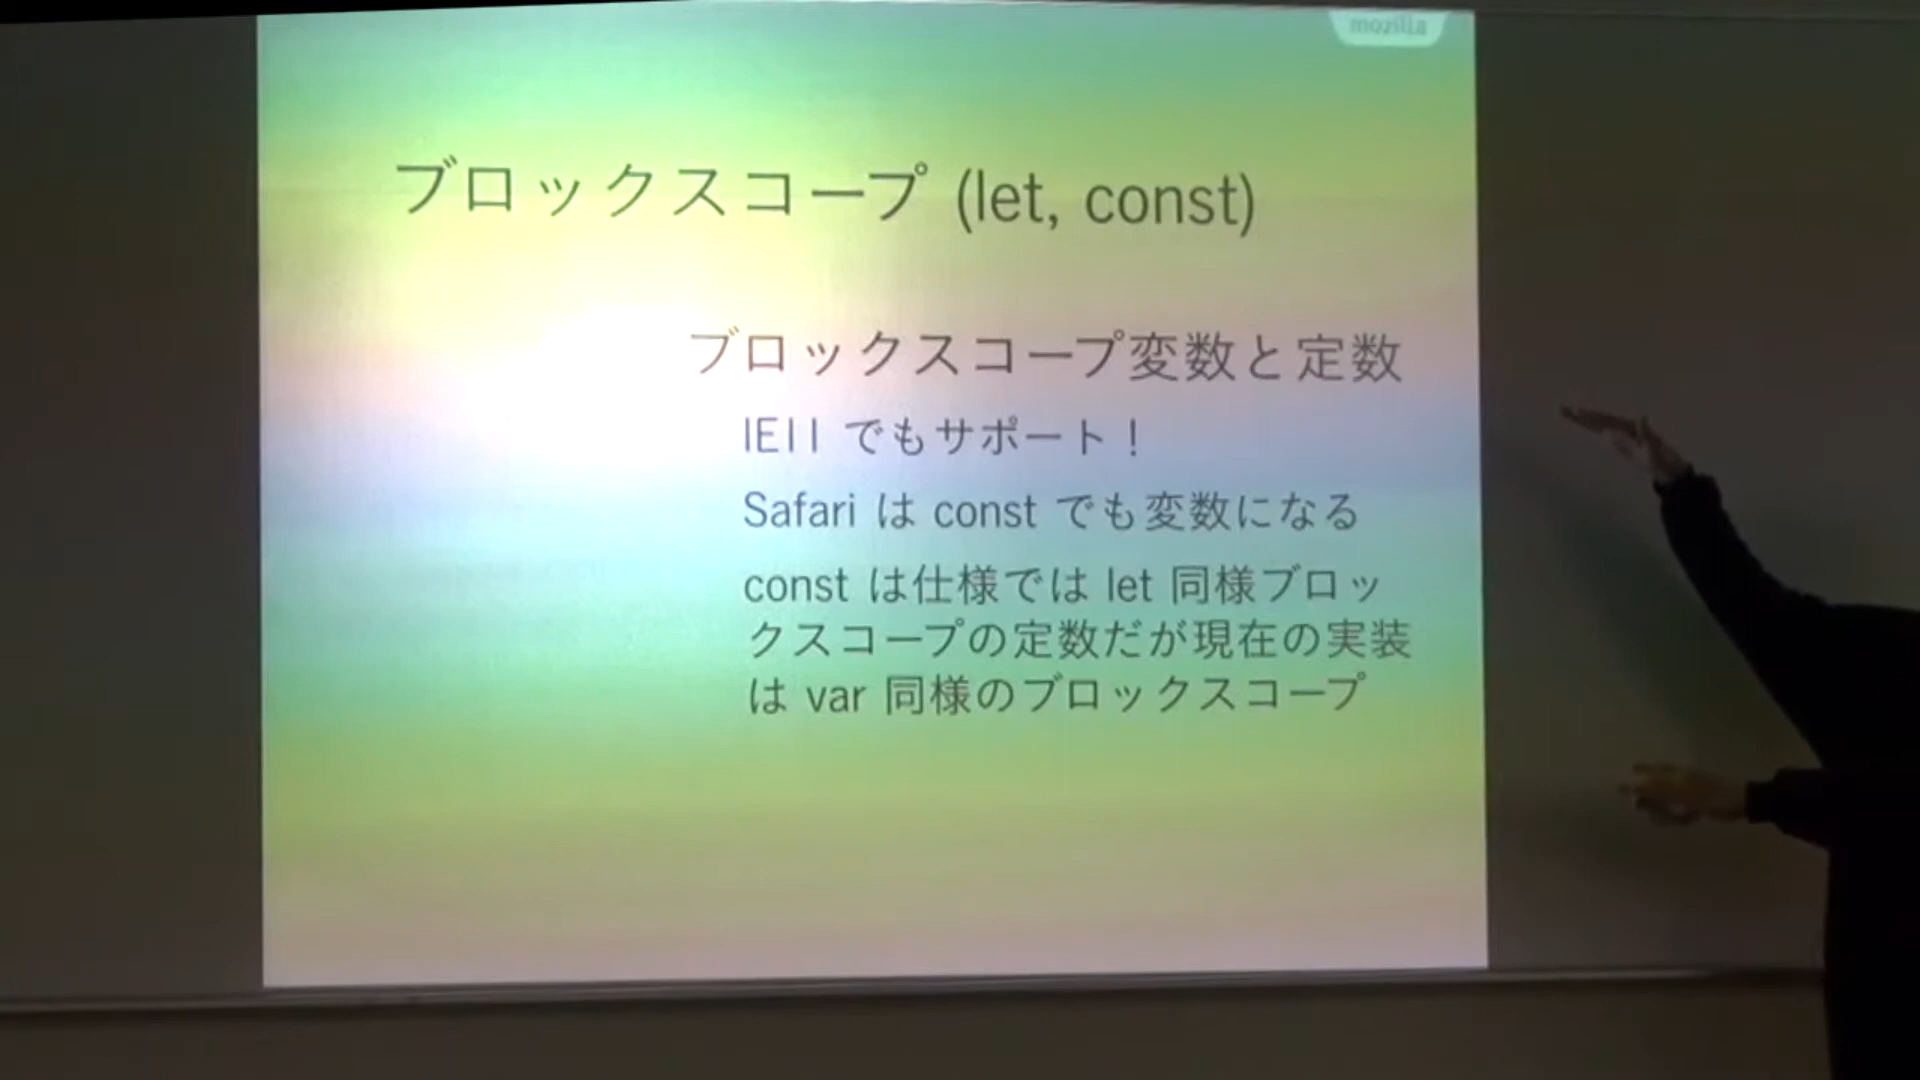 mozilla
ブロックスコープ (let, const)
ブロックスコープ変数と定数
IE11 でもサポート！
Safari は const でも変数になる
const は仕様では let 同様ブロッ
クスコープの定数だが現在の実装
は var 同様のブロックスコープ